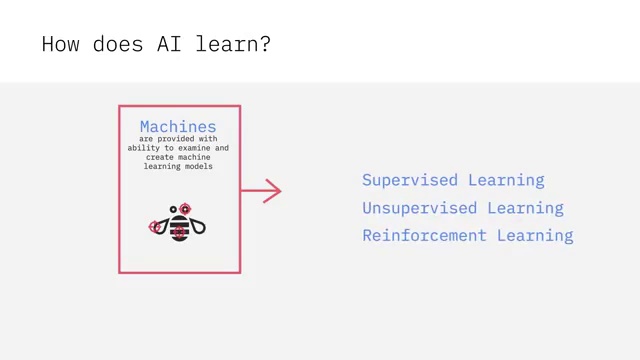 How does AI learn?
Machines
are provided with
ability to examine and
create machine
learning models
Supervised Learning
Unsupervised Learning
Reinforcement Learning